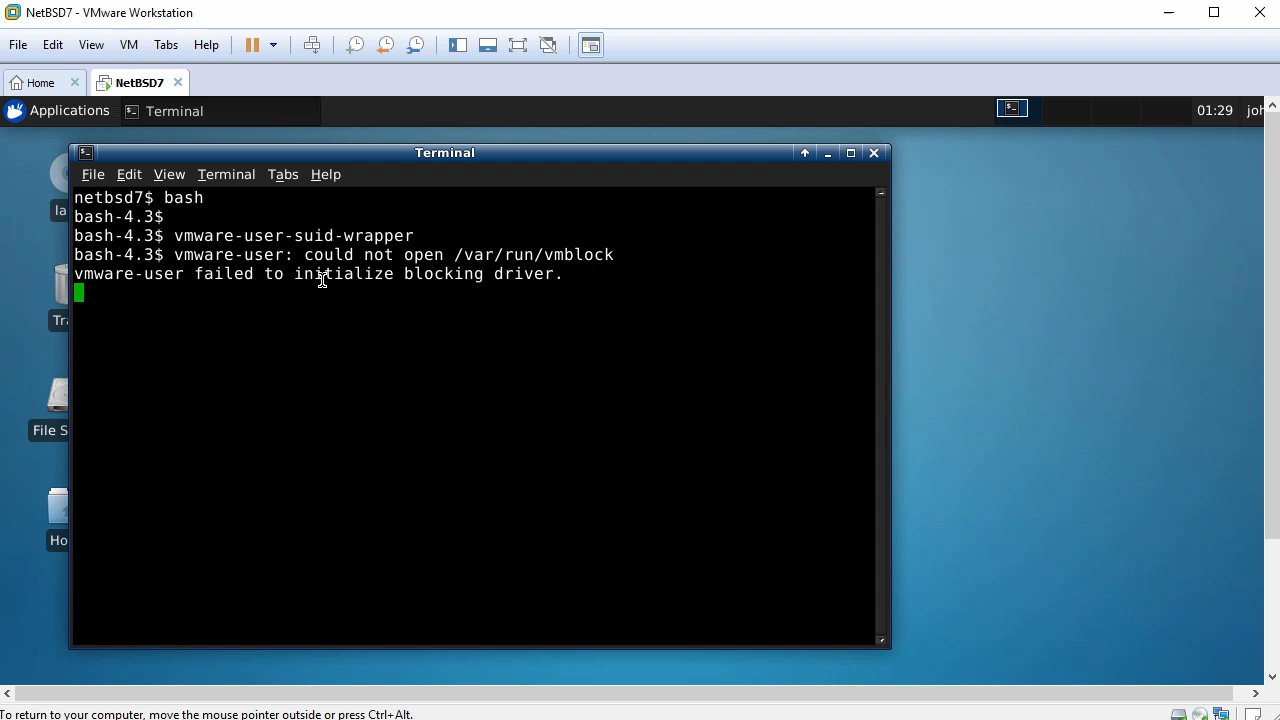 NetBSD7 - VMware Workstation
File Edit View VM Tabs Help
Home NetBSD7
Applications Terminal 01:29
Terminal
File Edit View Terminal Tabs Help
netbsd7$ bash
bash-4.3$
bash-4.3$ vmware-user-suid-wrapper
bash-4.3$ vmware-user: could not open /var/run/vmblock
vmware-user failed to initialize blocking driver.
File S
To return to your computer, move the mouse pointer outside or press Ctrl+Alt.